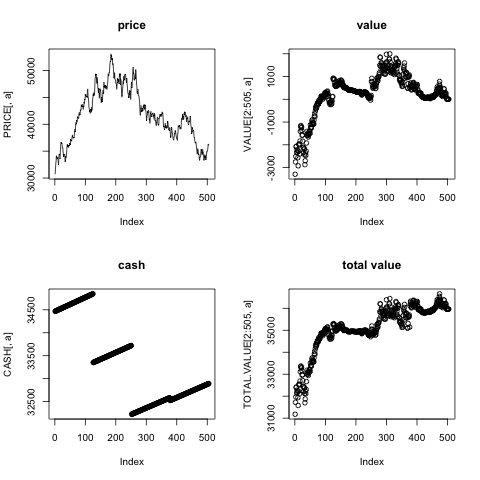 price
PRICE[, a]
30000 40000 50000
0 100 200 300 400 500
Index
value
VALUE[2:505, a]
-3000 -1000 1000
0 100 200 300 400 500
Index
cash
CASH[, a]
32500 33500 34500
0 100 200 300 400 500
Index
total value
TOTAL.VALUE[2:505, a]
31000 33000 35000
0 100 200 300 400 500
Index